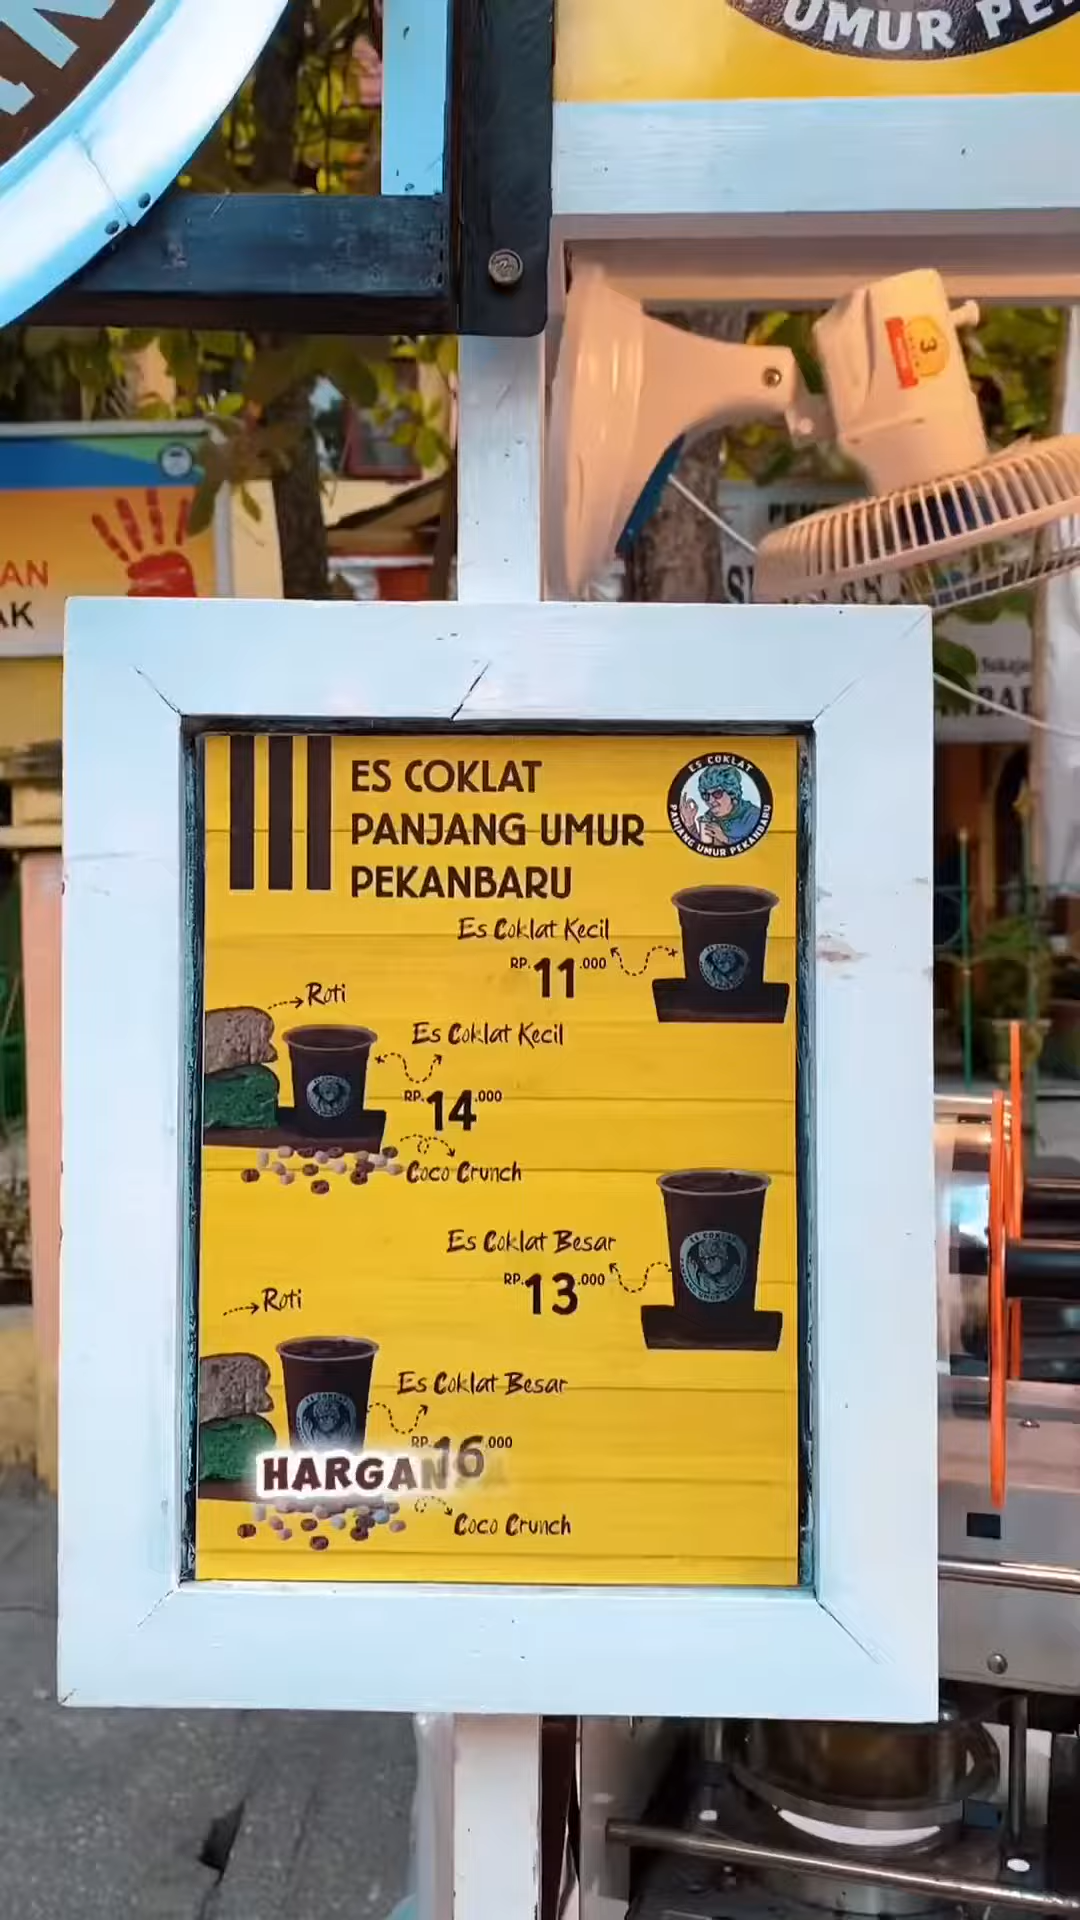 UMUR PE
3
AN
AK
ES COKLAT
PANJANG UMUR
PEKANBARU
ES COKLAT
PANJANG UMUR PEKANBARU
Es Coklat Kecil
RP.11.000
Roti
Es Coklat Kecil
RP.14.000
Coco Crunch
Es Coklat Besar
RP.13.000
Roti
Es Coklat Besar
RP.16.000
HARGAN
Coco Crunch